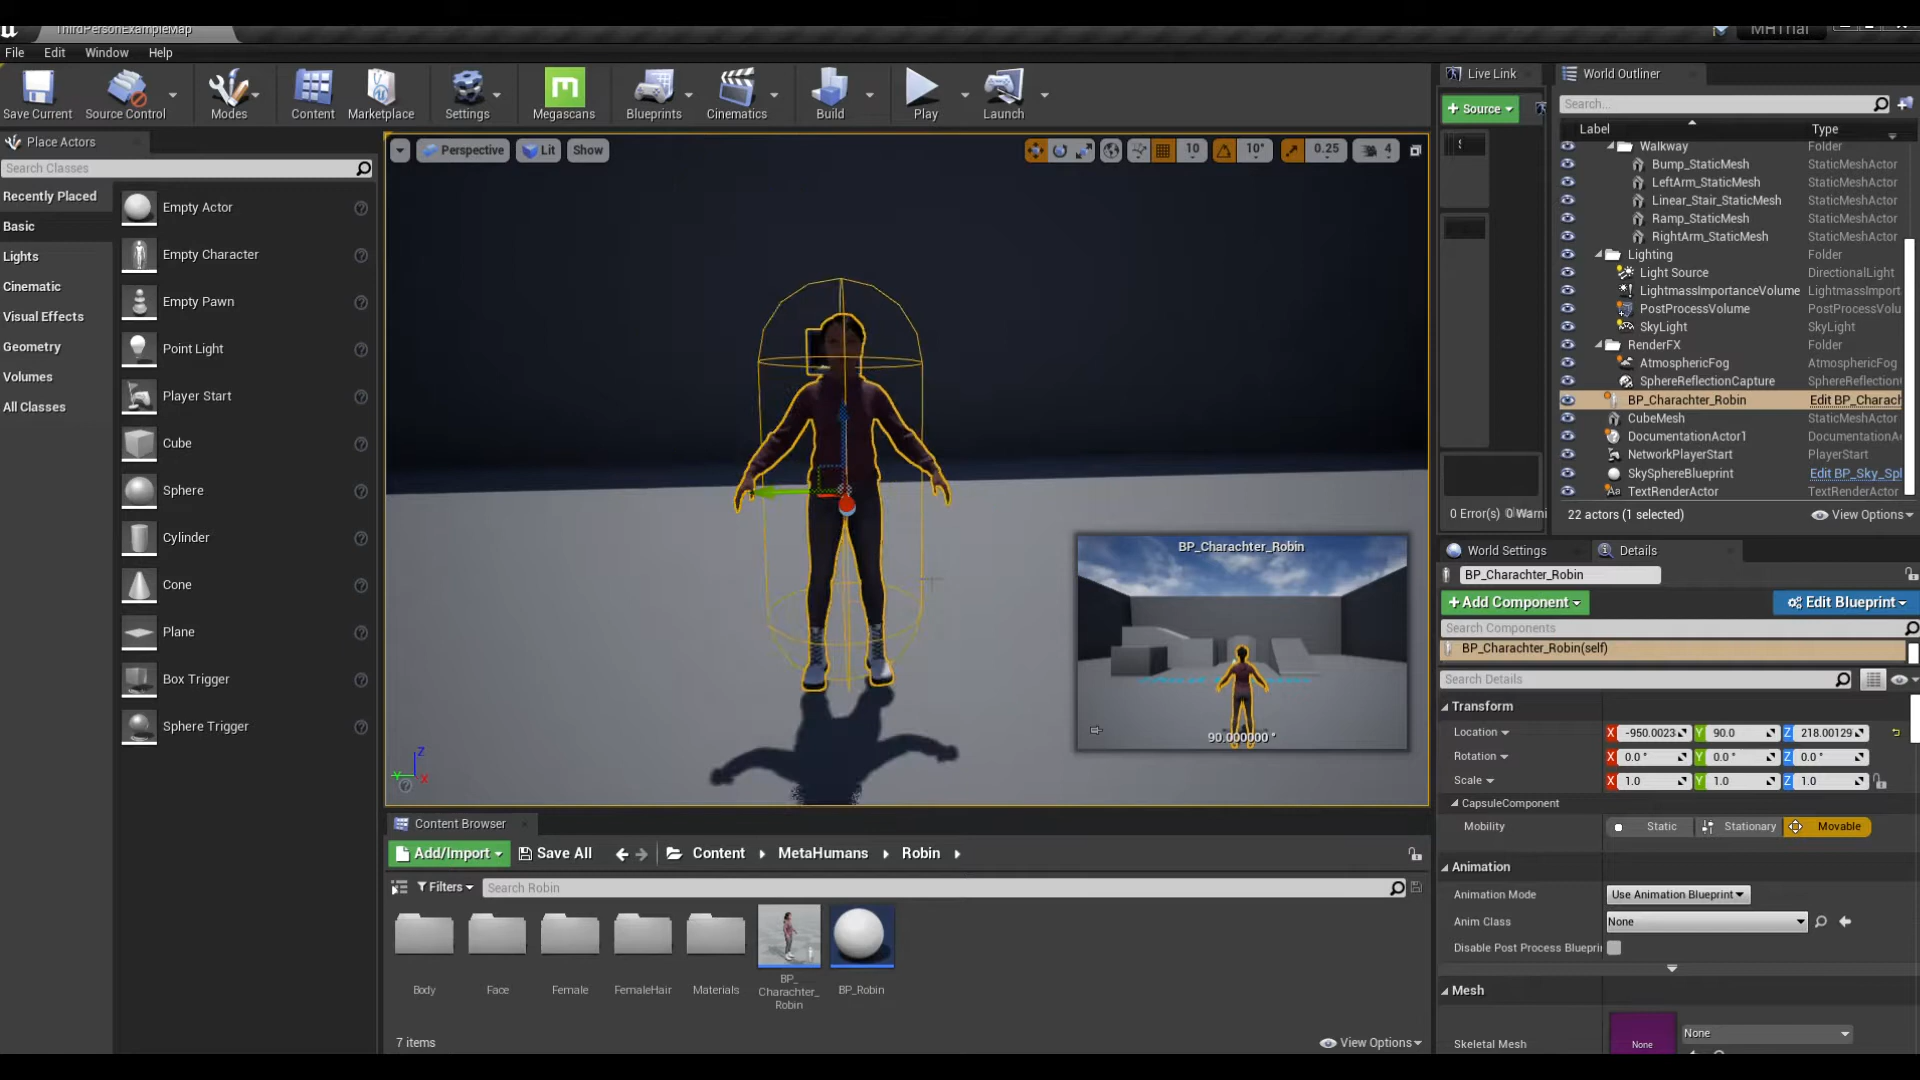 ThirdPersonExampleMap
MHTrial
File Edit Window Help
Save Current
Source Control
Modes
Content
Marketplace
Settings
Megascans
Blueprints
Cinematics
Build
Play
Launch
Place Actors
Search Classes
Recently Placed
Basic
Lights
Cinematic
Visual Effects
Geometry
Volumes
All Classes
Empty Actor
Empty Character
Empty Pawn
Point Light
Player Start
Cube
Sphere
Cylinder
Cone
Plane
Box Trigger
Sphere Trigger
Perspective
Lit
Show
10
10°
0.25
4
BP_Charachter_Robin
90.000000 °
Z
Y
X
Content Browser
Add/Import
Save All
Content
MetaHumans
Robin
Filters
Search Robin
Body
Face
Female
FemaleHair
Materials
BP_
Charachter_
Robin
BP_Robin
7 items
View Options
Live Link
Source
0 Error(s)
World Outliner
Search...
Label Type
Walkway Folder
Bump_StaticMesh StaticMeshActor
LeftArm_StaticMesh StaticMeshActor
Linear_Stair_StaticMesh StaticMeshActor
Ramp_StaticMesh StaticMeshActor
RightArm_StaticMesh StaticMeshActor
Lighting Folder
Light Source DirectionalLight
LightmassImportanceVolume LightmassImport
PostProcessVolume PostProcessVolu
SkyLight SkyLight
RenderFX Folder
AtmosphericFog AtmosphericFog
SphereReflectionCapture SphereReflection
BP_Charachter_Robin Edit BP_Charach
CubeMesh StaticMeshActor
DocumentationActor1 DocumentationA
NetworkPlayerStart PlayerStart
SkySphereBlueprint Edit BP_Sky_Sp
TextRenderActor TextRenderActor
22 actors (1 selected)
View Options
World Settings
Details
BP_Charachter_Robin
Add Component
Edit Blueprint
Search Components
BP_Charachter_Robin(self)
Search Details
Transform
Location X -950.0023 Y 90.0 Z 218.00129
Rotation X 0.0 ° Y 0.0 ° Z 0.0 °
Scale X 1.0 Y 1.0 Z 1.0
CapsuleComponent
Mobility Static Stationary Movable
Animation
Animation Mode Use Animation Blueprint
Anim Class None
Disable Post Process Bluepri
Mesh
Skeletal Mesh None None